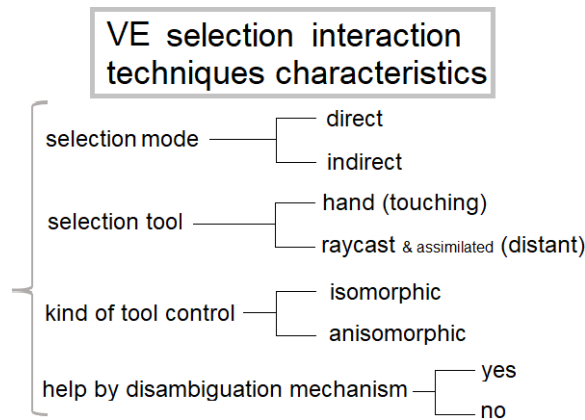 VE selection interaction
techniques characteristics
selection mode
direct
indirect
selection tool
hand (touching)
raycast & assimilated (distant)
kind of tool control
isomorphic
anisomorphic
help by disambiguation mechanism
yes
no